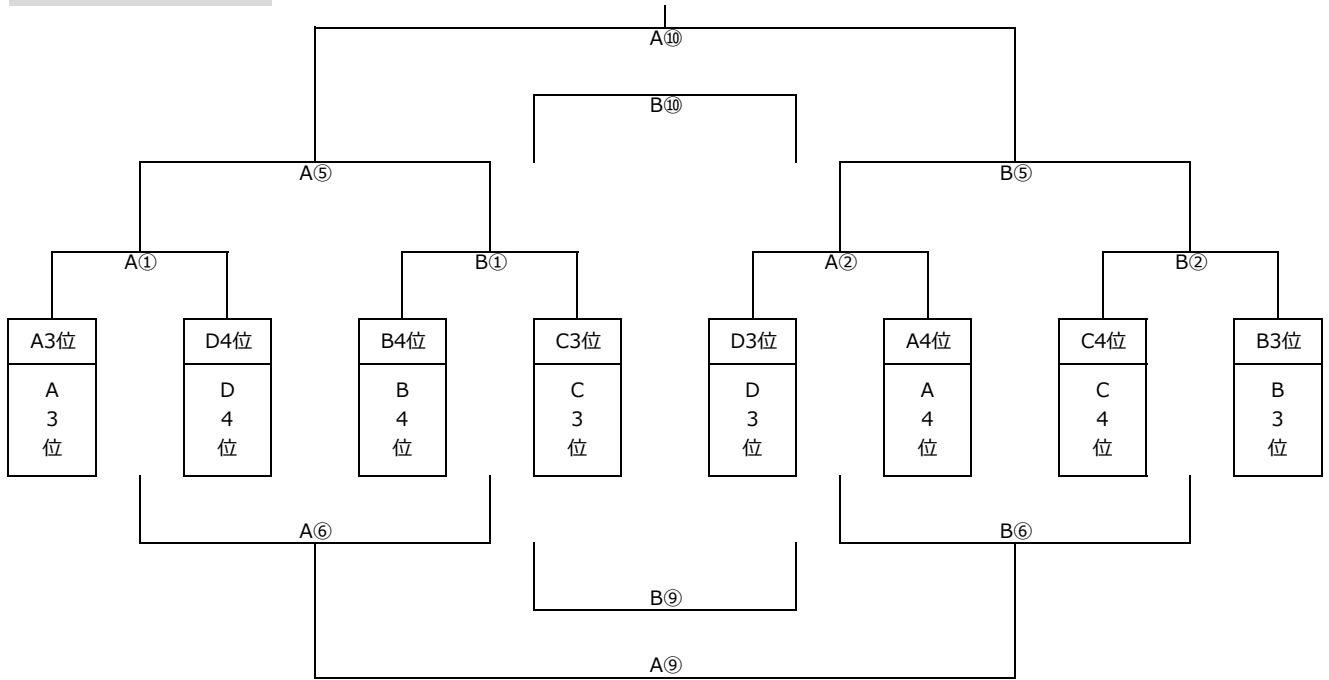 A⑩
B⑩
A⑤ B⑤
A① B① A② B②
A3位 D4位 B4位 C3位 D3位 A4位 C4位 B3位
A D B C D A C B
3 4 4 3 3 4 4 3
位 位 位 位 位 位 位 位
A⑥ B⑥
B⑨
A⑨